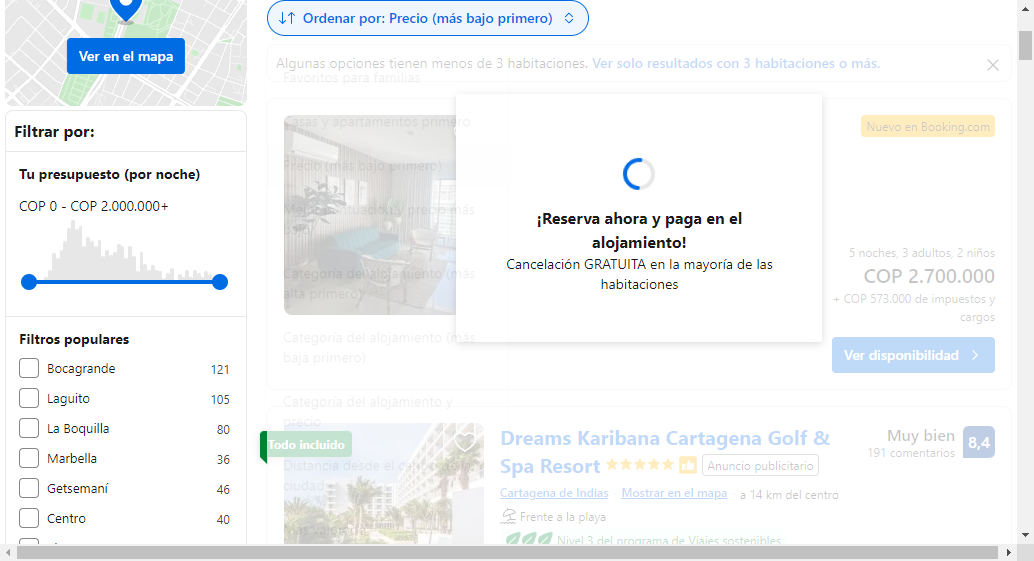 Ordenar por: Precio (más bajo primero)
Ver en el mapa
Algunas opciones tienen menos de 3 habitaciones. Ver solo resultados con 3 habitaciones o más.
Favoritos para familias
Filtrar por:
Tu presupuesto (por noche)
COP 0 - COP 2.000.000+
Filtros populares
Bocagrande 121
Laguito 105
La Boquilla 80
Marbella 36
Getsemaní 46
Centro 40
Casas y apartamentos primero
Precio (más bajo primero)
Mejor puntuación y precio más
Categoría del alojamiento (más
alta primero)
Categoría del alojamiento (más
baja primero)
Categoría del alojamiento y
precio
Distancia desde el centro de la
ciudad
¡Reserva ahora y paga en el
alojamiento!
Cancelación GRATUITA en la mayoría de las
habitaciones
Nuevo en Booking.com
5 noches, 3 adultos, 2 niños
COP 2.700.000
+ COP 573.000 de impuestos y
cargos
Ver disponibilidad
Todo incluido
Dreams Karibana Cartagena Golf &
Spa Resort
Anuncio publicitario
Muy bien 8,4
191 comentarios
Cartagena de Indias · Mostrar en el mapa a 14 km del centro
Frente a la playa
Nivel 3 del programa de Viajes sostenibles